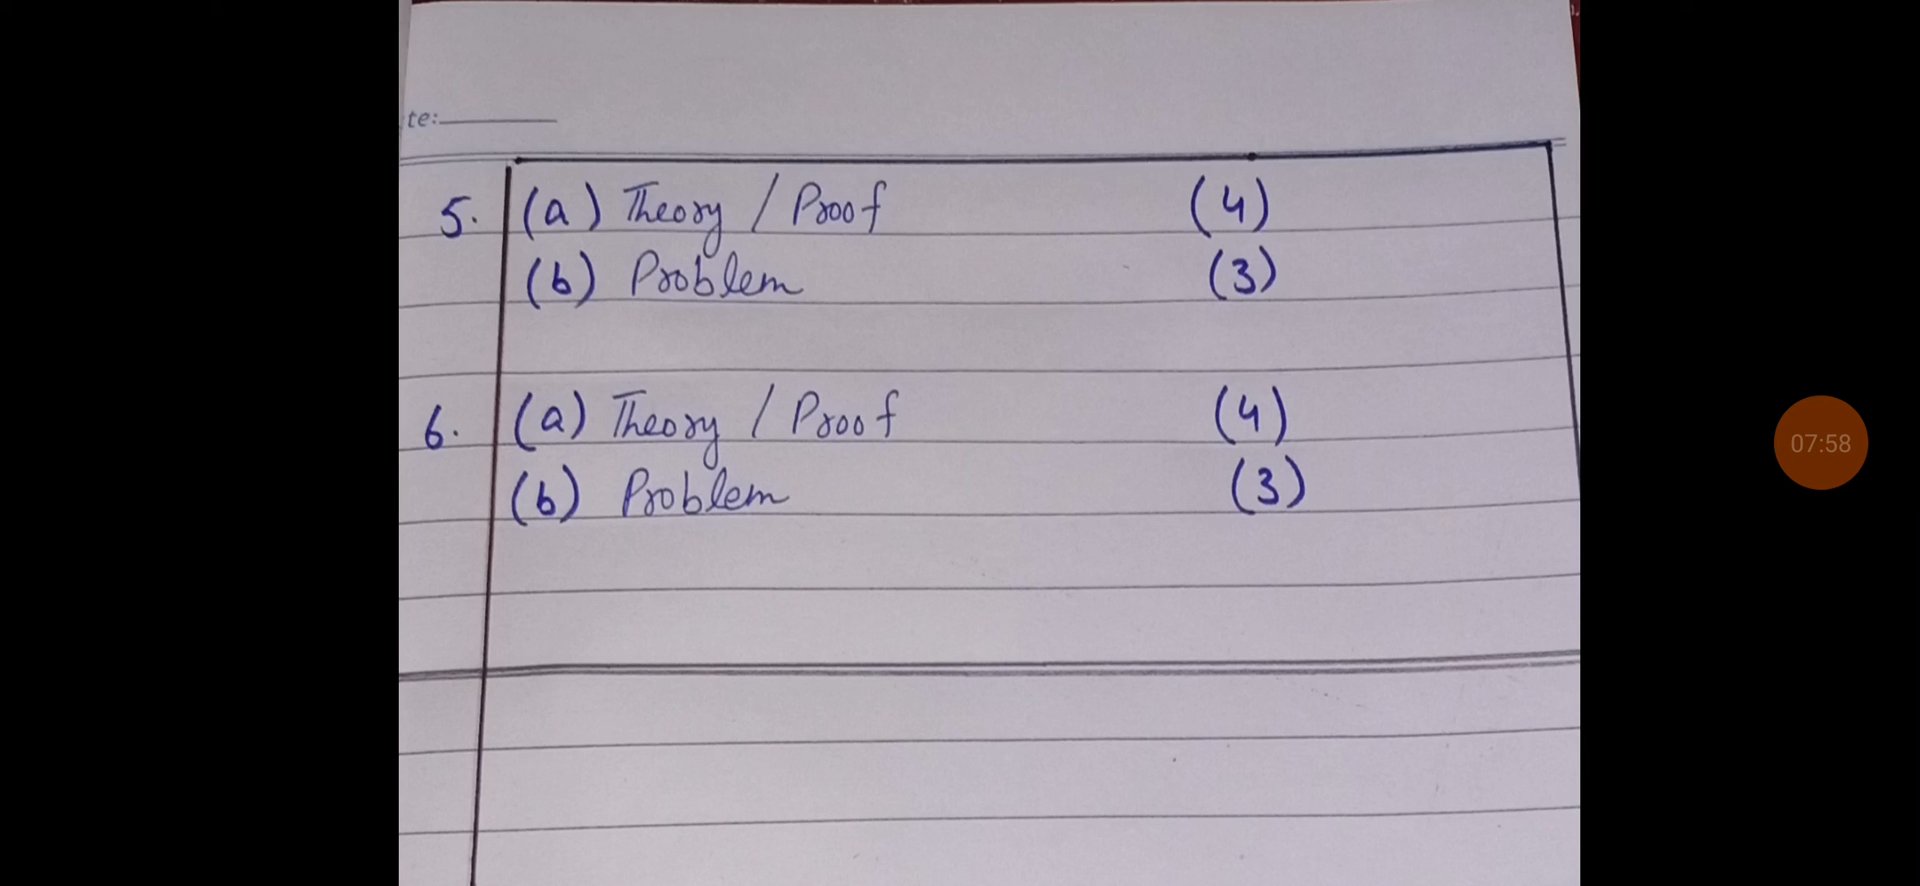 te:
5. (a) Theory / Proof (4)
(b) Problem (3)
6. (a) Theory / Proof (4)
(b) Problem (3)
07:58